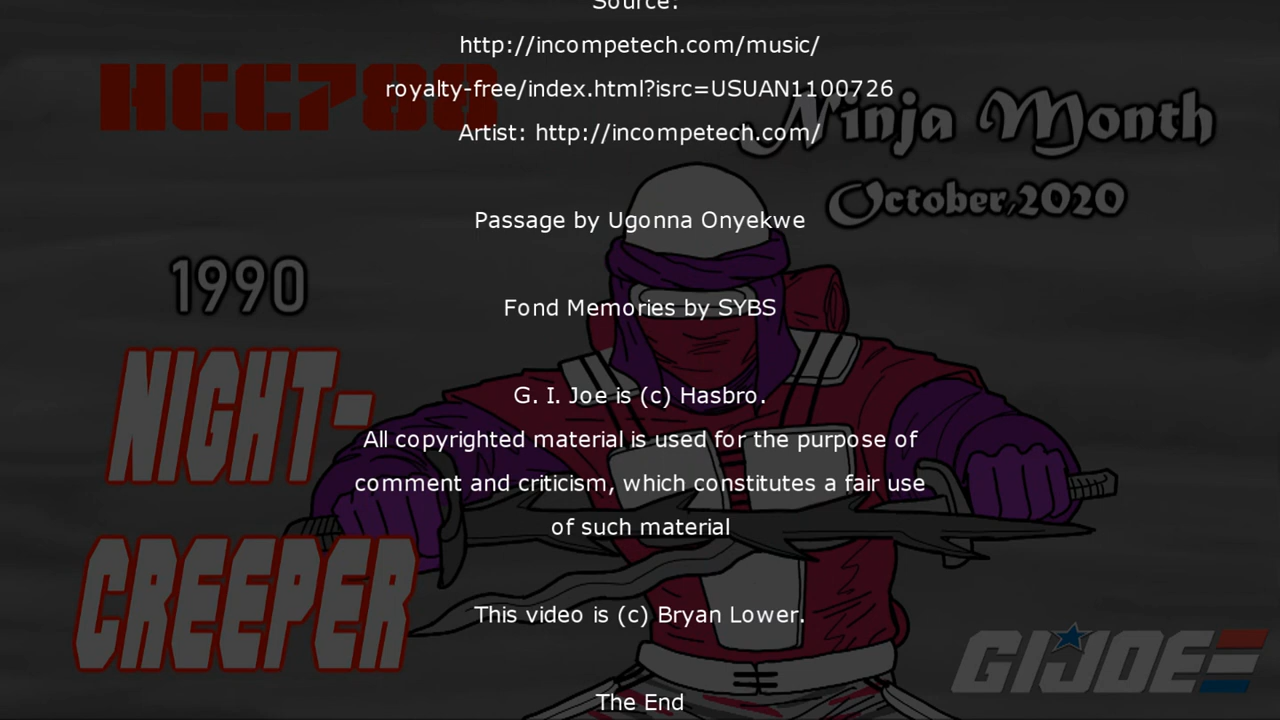 Source:
http://incompetech.com/music/
royalty-free/index.html?isrc=USUAN1100726
Artist: http://incompetech.com/
Passage by Ugonna Onyekwe
Fond Memories by SYBS
G. I. Joe is (c) Hasbro.
All copyrighted material is used for the purpose of
comment and criticism, which constitutes a fair use
of such material
This video is (c) Bryan Lower.
The End
HCC788
Ninja Month
October, 2020
1990
NIGHT-
CREEPER
GI JOE